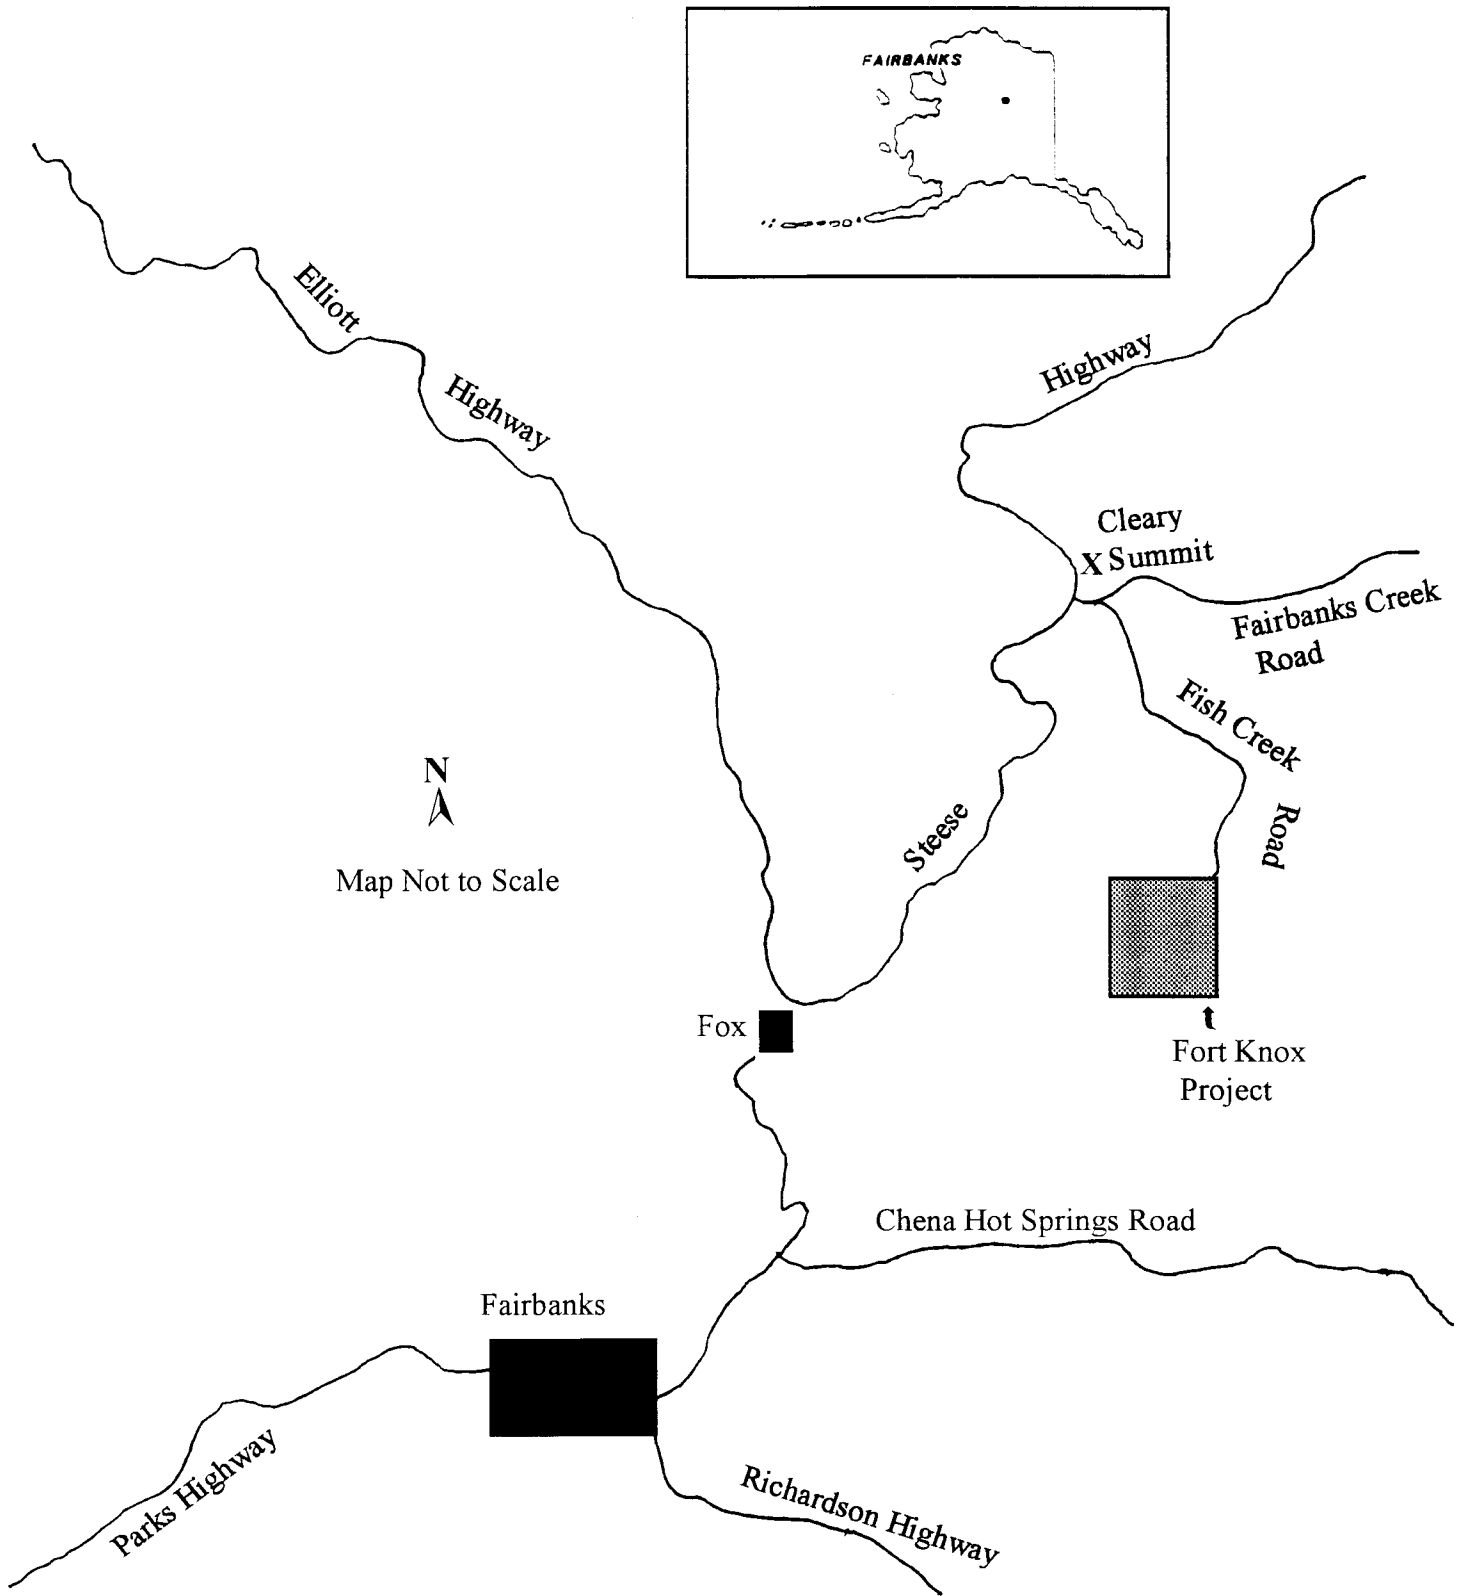 FAIRBANKS
Elliott
Highway
Highway
Cleary
X Summit
Fairbanks Creek
Road
Fish Creek
Road
Steese
N
Map Not to Scale
Fox
Fort Knox
Project
Chena Hot Springs Road
Fairbanks
Parks Highway
Richardson Highway